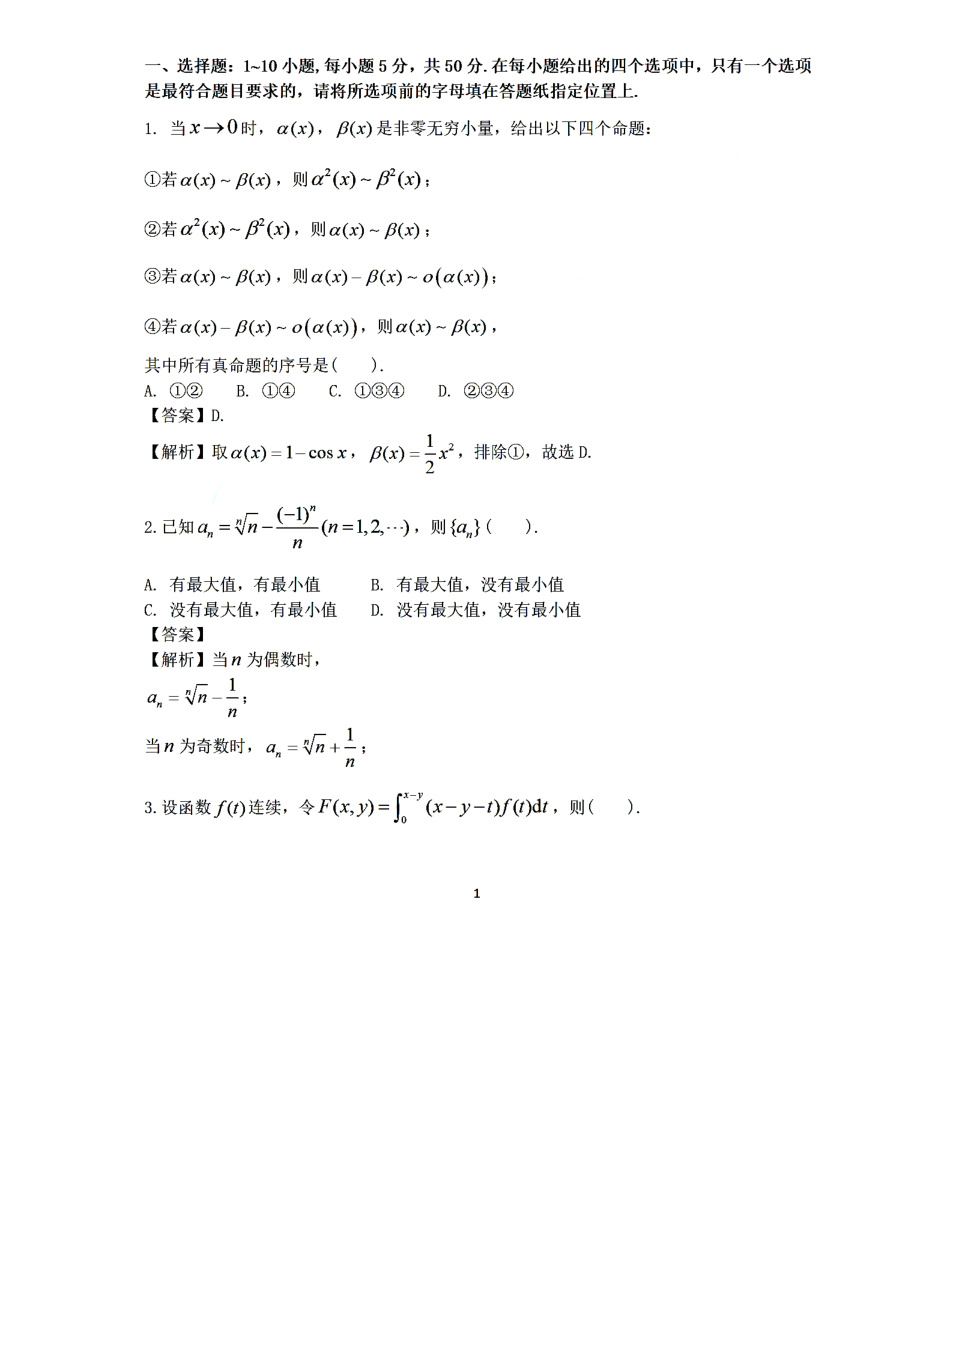 一、选择题：1~10 小题, 每小题 5 分，共 50 分. 在每小题给出的四个选项中，只有一个选项
是最符合题目要求的，请将所选项前的字母填在答题纸指定位置上.
1. 当 x→0 时，α(x)，β(x) 是非零无穷小量，给出以下四个命题：
①若 α(x) ~ β(x)，则 α²(x) ~ β²(x)；
②若 α²(x) ~ β²(x)，则 α(x) ~ β(x)；
③若 α(x) ~ β(x)，则 α(x) − β(x) ~ o(α(x))；
④若 α(x) − β(x) ~ o(α(x))，则 α(x) ~ β(x)，
其中所有真命题的序号是( ).
A. ①② B. ①④ C. ①③④ D. ②③④
【答案】D.
【解析】取 α(x) = 1 − cos x，β(x) = 1/2 x²，排除①，故选 D.
2. 已知 aₙ = ⁿ√n − (−1)ⁿ/n (n = 1, 2, ⋯)，则 {aₙ} ( ).
A. 有最大值，有最小值 B. 有最大值，没有最小值
C. 没有最大值，有最小值 D. 没有最大值，没有最小值
【答案】
【解析】当 n 为偶数时，
aₙ = ⁿ√n − 1/n；
当 n 为奇数时，aₙ = ⁿ√n + 1/n；
3. 设函数 f(t) 连续，令 F(x, y) = ∫₀ˣ⁻ʸ (x − y − t) f(t)dt，则( ).
1